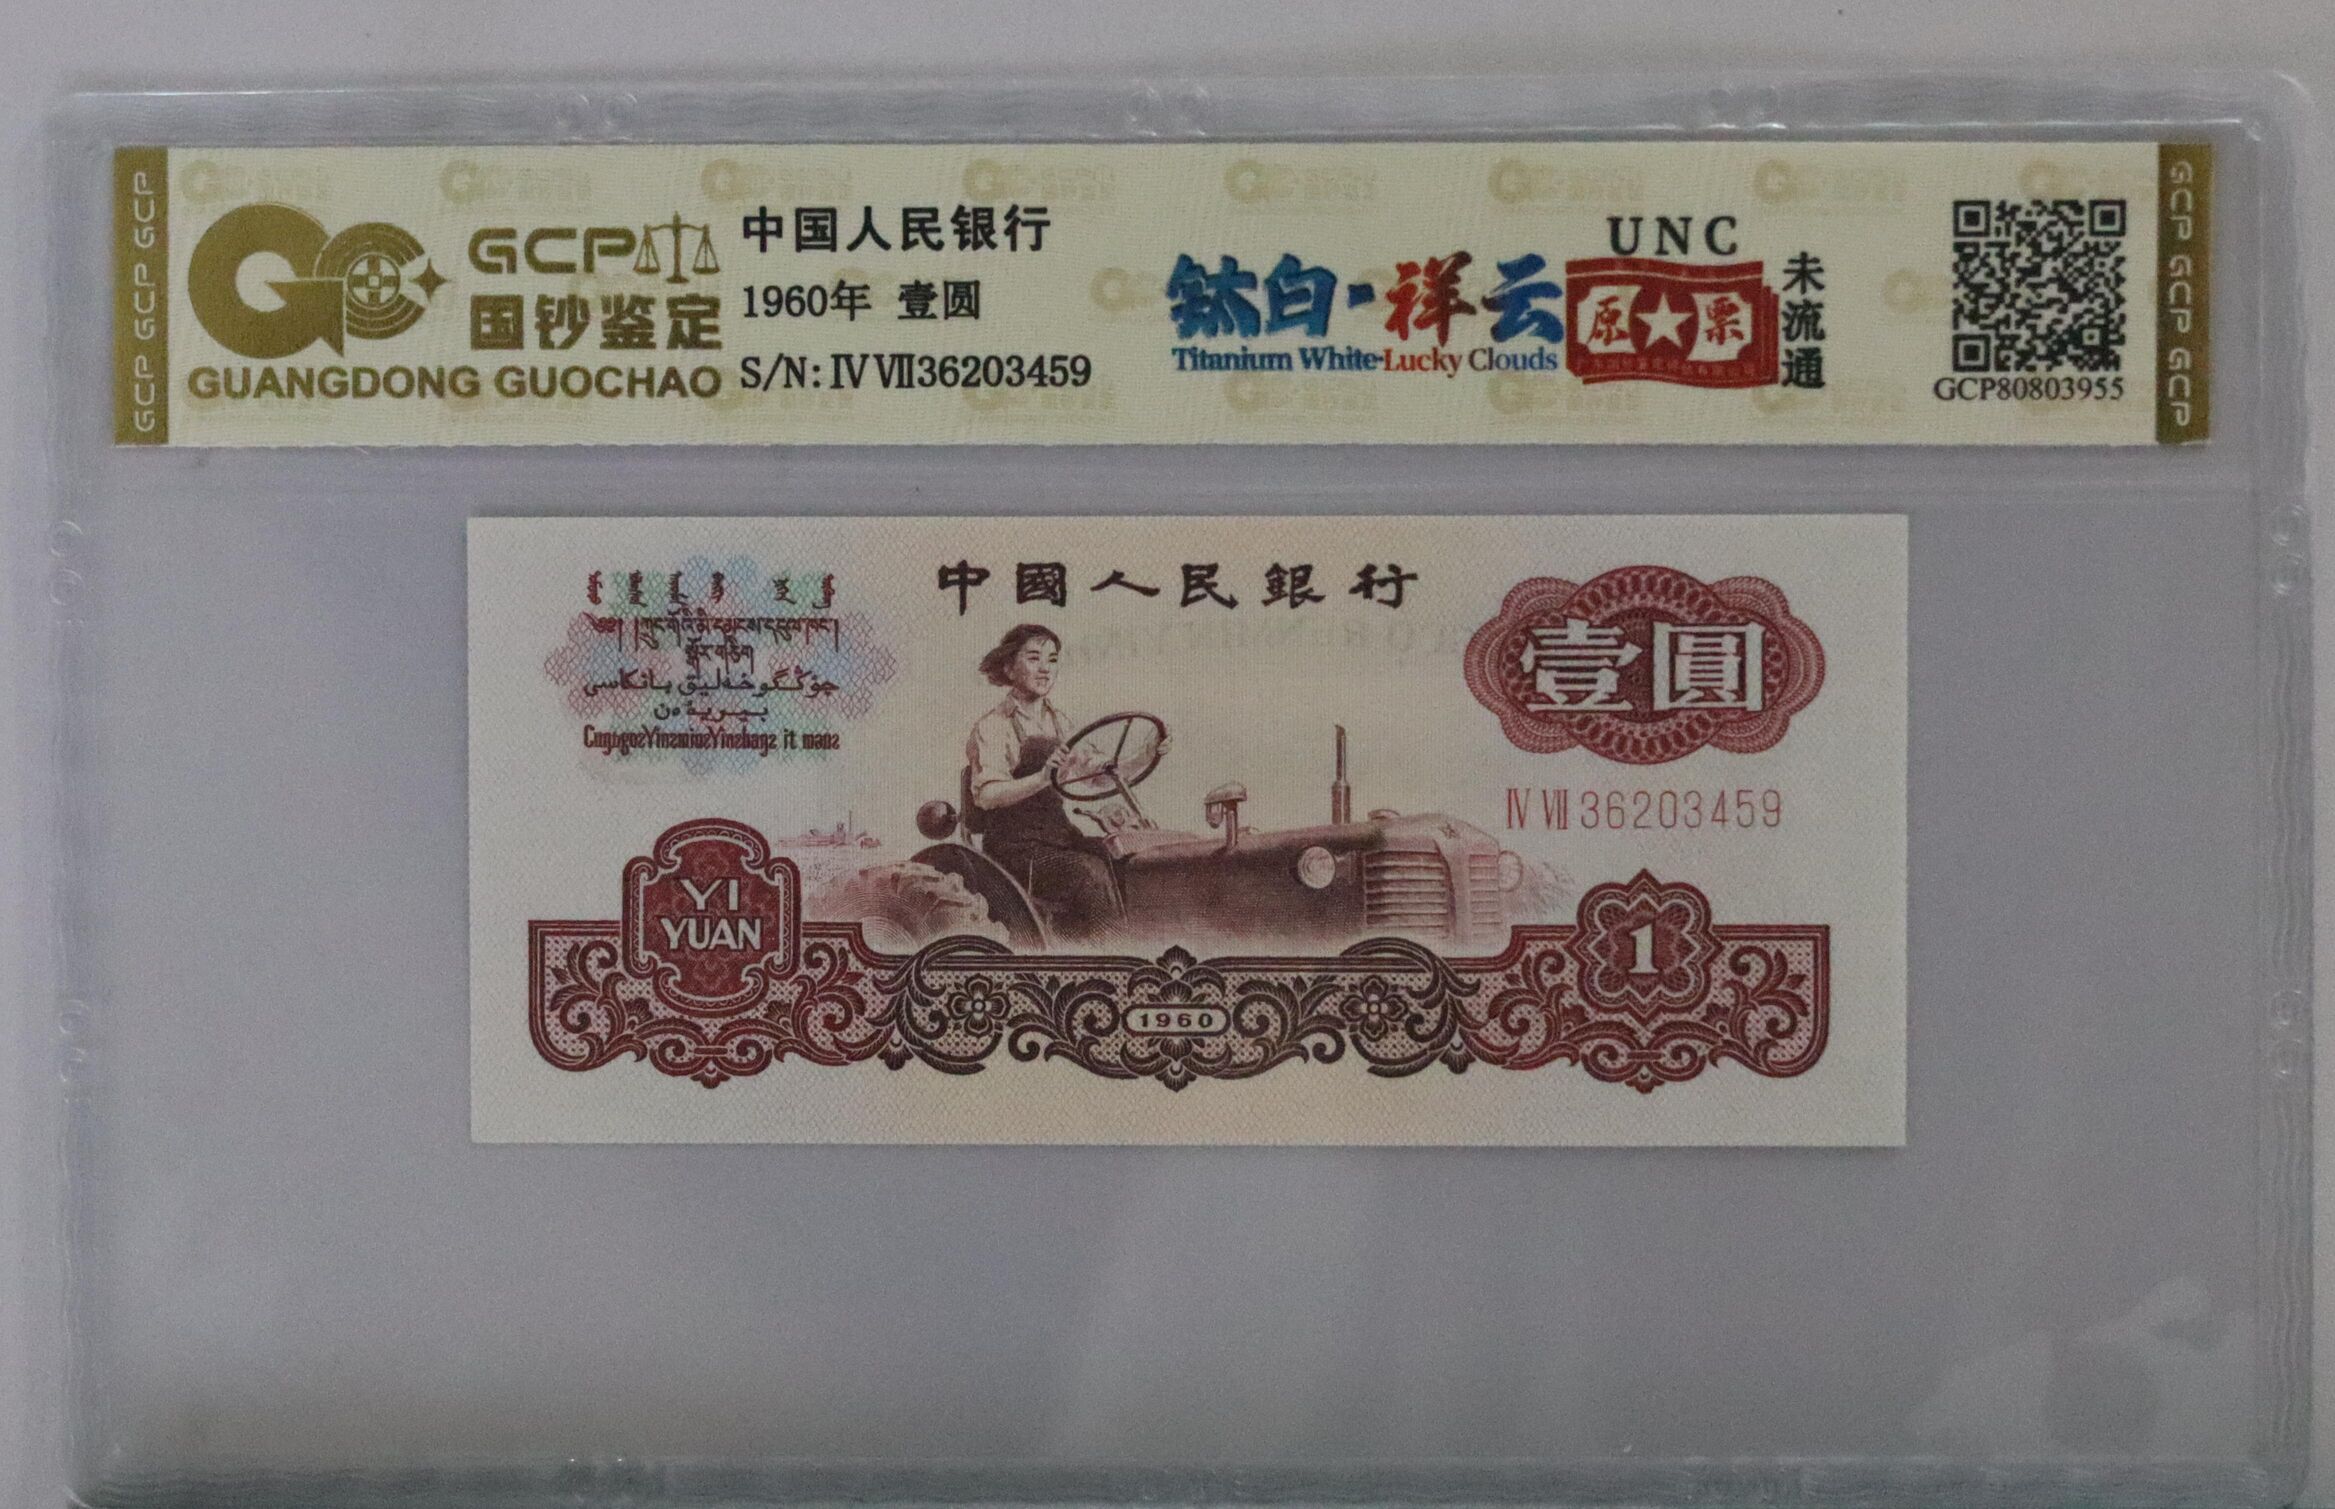 GCP
国钞鉴定
GUANGDONG GUOCHAO
中国人民银行
1960年 壹圆
S/N: IV VII36203459
钛白·祥云
Titanium White-Lucky Clouds
UNC
原★票
未流通
GCP80803955
GCP GCP GCP
GCP GCP GCP
中國人民銀行
壹圓
IV VII 36203459
YI
YUAN
1960
1